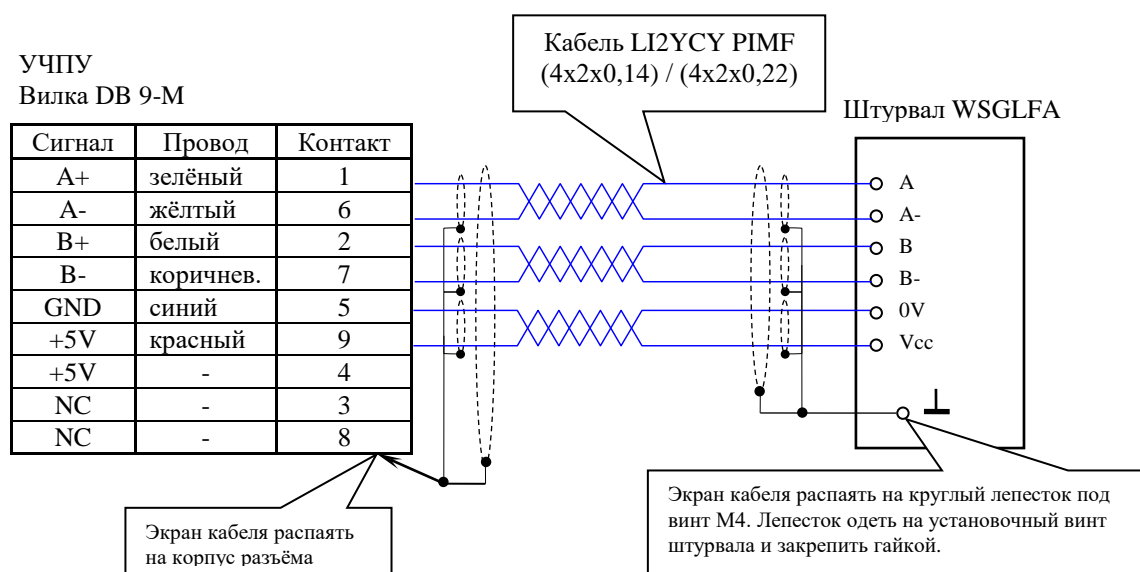 УЧПУ
Вилка DB 9-M
Кабель LI2YCY PIMF
(4x2x0,14) / (4x2x0,22)
Штурвал WSGLFA
Сигнал Провод Контакт
A+ зелёный 1
A- жёлтый 6
B+ белый 2
B- коричнев. 7
GND синий 5
+5V красный 9
+5V - 4
NC - 3
NC - 8
A
A-
B
B-
0V
Vcc
Экран кабеля распаять
на корпус разъёма
Экран кабеля распаять на круглый лепесток под
винт М4. Лепесток одеть на установочный винт
штурвала и закрепить гайкой.